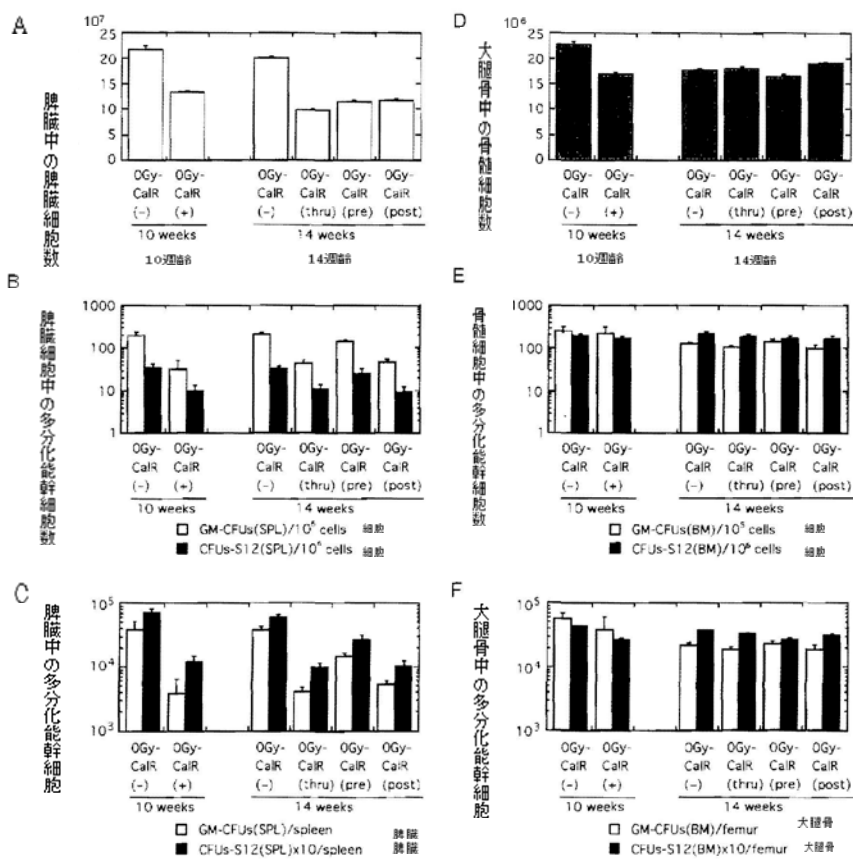 A
脾臓中の脾臓細胞数
10⁷
25
20
15
10
5
0
0Gy-CalR (-)
0Gy-CalR (+)
0Gy-CalR (-)
0Gy-CalR (thru)
0Gy-CalR (pre)
0Gy-CalR (post)
10 weeks
14 weeks
10週齢
14週齢
B
脾臓細胞中の多分化能幹細胞数
1000
100
10
1
0Gy-CalR (-)
0Gy-CalR (+)
0Gy-CalR (-)
0Gy-CalR (thru)
0Gy-CalR (pre)
0Gy-CalR (post)
10 weeks
14 weeks
GM-CFUs(SPL)/10⁵ cells 細胞
CFUs-S12(SPL)/10⁶ cells 細胞
C
脾臓中の多分化能幹細胞
10⁵
10⁴
10³
0Gy-CalR (-)
0Gy-CalR (+)
0Gy-CalR (-)
0Gy-CalR (thru)
0Gy-CalR (pre)
0Gy-CalR (post)
10 weeks
14 weeks
GM-CFUs(SPL)/spleen 脾臓
CFUs-S12(SPL)x10/spleen 脾臓
D
大腿骨中の骨髄細胞数
10⁶
25
20
15
10
5
0
0Gy-CalR (-)
0Gy-CalR (+)
0Gy-CalR (-)
0Gy-CalR (thru)
0Gy-CalR (pre)
0Gy-CalR (post)
10 weeks
14 weeks
10週齢
14週齢
E
骨髄細胞中の多分化能幹細胞数
1000
100
10
1
0Gy-CalR (-)
0Gy-CalR (+)
0Gy-CalR (-)
0Gy-CalR (thru)
0Gy-CalR (pre)
0Gy-CalR (post)
10 weeks
14 weeks
GM-CFUs(BM)/10⁵ cells 細胞
CFUs-S12(BM)/10⁶ cells 細胞
F
大腿骨中の多分化能幹細胞
10⁵
10⁴
10³
0Gy-CalR (-)
0Gy-CalR (+)
0Gy-CalR (-)
0Gy-CalR (thru)
0Gy-CalR (pre)
0Gy-CalR (post)
10 weeks
14 weeks
GM-CFUs(BM)/femur 大腿骨
CFUs-S12(BM)x10/femur 大腿骨